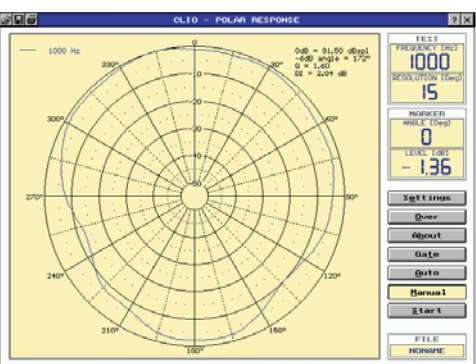 CLIO - POLAR RESPONSE
? ×
1000 Hz
0dB = 91.50 dBspl
-6dB angle = 172°
Q = 1.60
DI = 2.04 dB
0
300°
330°
30°
60°
270°
90°
240°
120°
210°
150°
180°
-10
-20
-30
-40
-50
TEST
FREQUENCY [Hz]
1000
RESOLUTION [Deg]
15
MARKER
ANGLE [Deg]
0
LEVEL [dB]
-1.36
Settings
Over
About
Gate
Auto
Manual
Start
FILE
NONAME